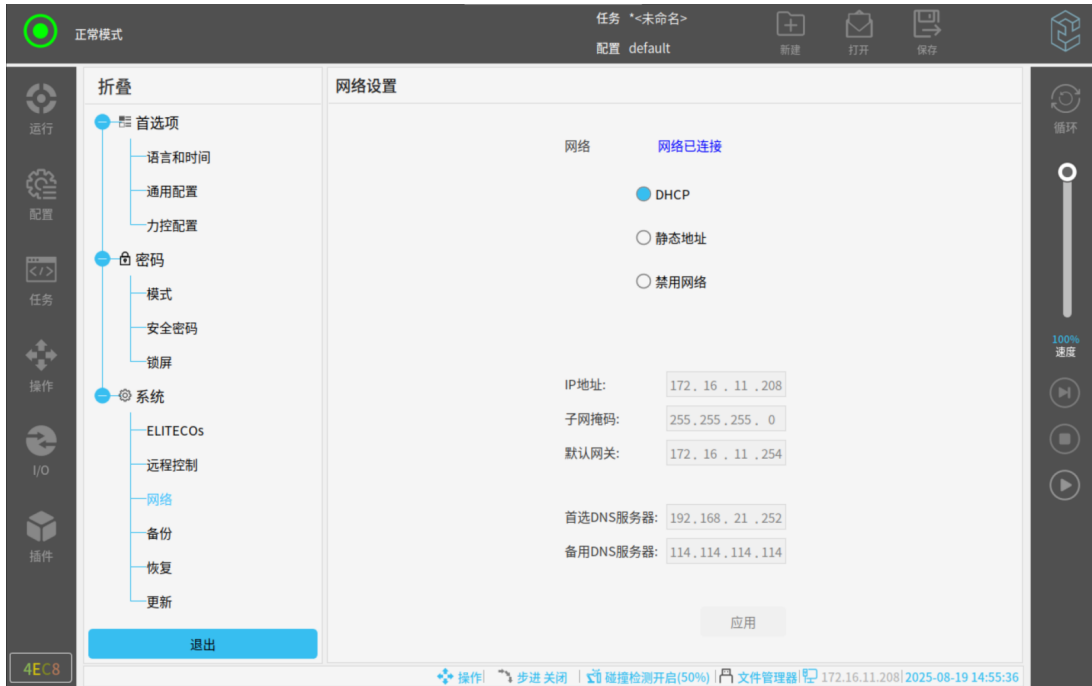 正常模式
任务 *<未命名>
配置 default
新建
打开
保存
运行
配置
任务
操作
I/O
插件
4EC8
折叠
首选项
语言和时间
通用配置
力控配置
密码
模式
安全密码
锁屏
系统
ELITECOs
远程控制
网络
备份
恢复
更新
退出
网络设置
网络 网络已连接
DHCP
静态地址
禁用网络
IP地址: 172 . 16 . 11 .208
子网掩码: 255.255.255. 0
默认网关: 172 . 16 . 11 .254
首选DNS服务器: 192.168. 21 .252
备用DNS服务器: 114.114.114.114
应用
循环
100%
速度
操作 步进 关闭 碰撞检测开启(50%) 文件管理器 172.16.11.208 2025-08-19 14:55:36